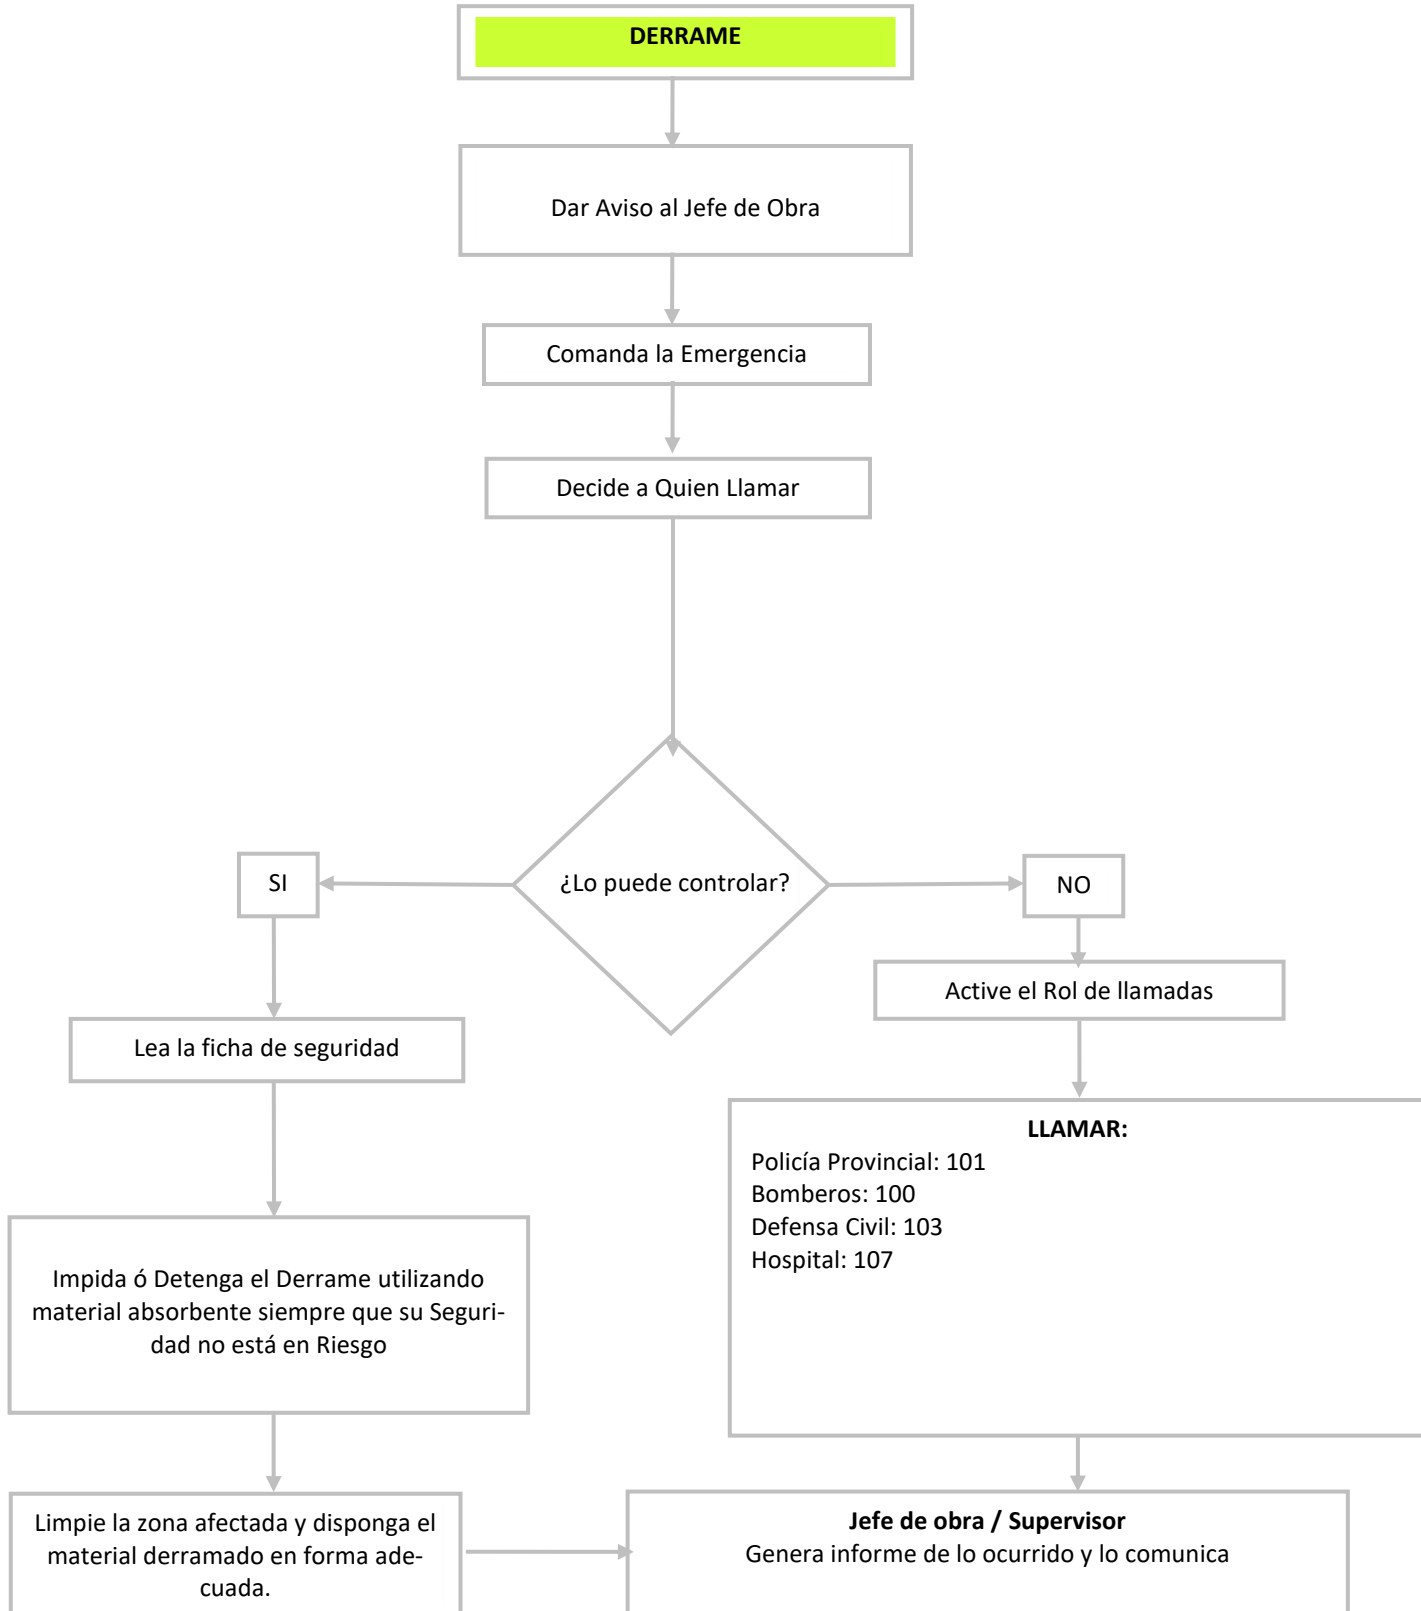 DERRAME
Dar Aviso al Jefe de Obra
Comanda la Emergencia
Decide a Quien Llamar
¿Lo puede controlar?
SI
NO
Lea la ficha de seguridad
Impida ó Detenga el Derrame utilizando
material absorbente siempre que su Seguri-
dad no está en Riesgo
Limpie la zona afectada y disponga el
material derramado en forma ade-
cuada.
Active el Rol de llamadas
LLAMAR:
Policía Provincial: 101
Bomberos: 100
Defensa Civil: 103
Hospital: 107
Jefe de obra / Supervisor
Genera informe de lo ocurrido y lo comunica